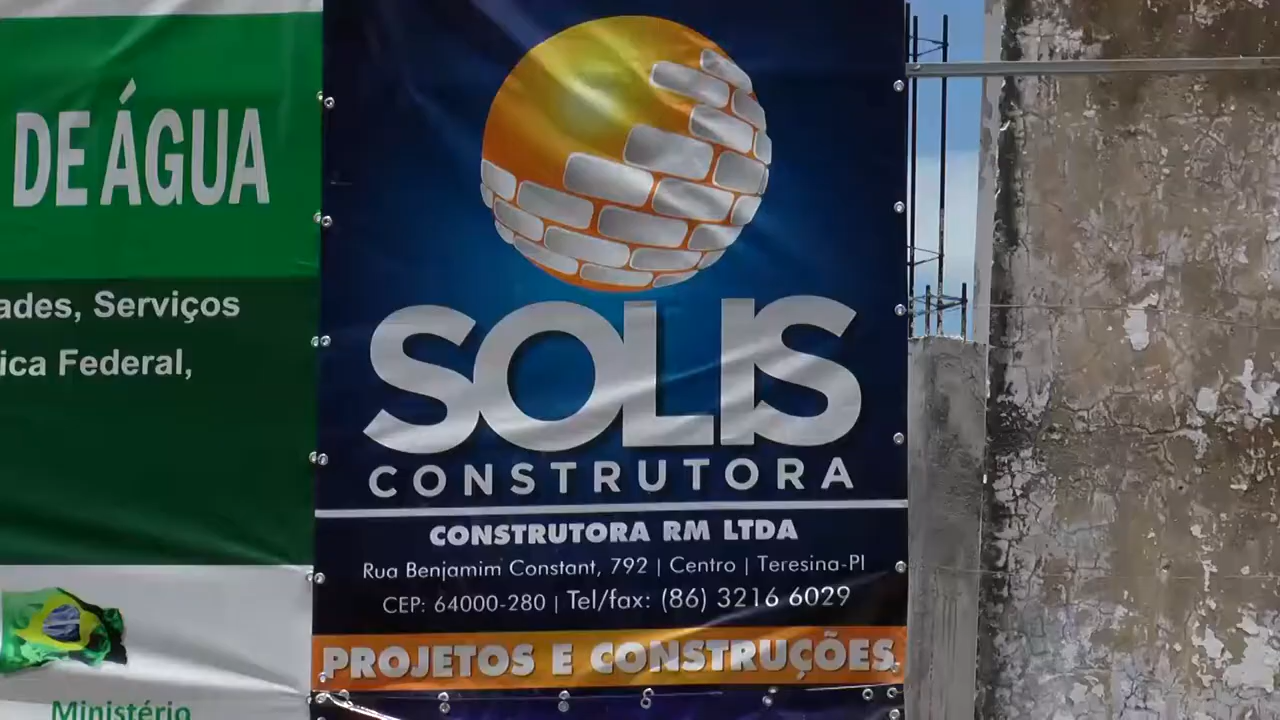 DE ÁGUA
ades, Serviços
ica Federal,
Ministério
SOLIS
CONSTRUTORA
CONSTRUTORA RM LTDA
Rua Benjamim Constant, 792 | Centro | Teresina-PI
CEP: 64000-280 | Tel/fax: (86) 3216 6029
PROJETOS E CONSTRUÇÕES